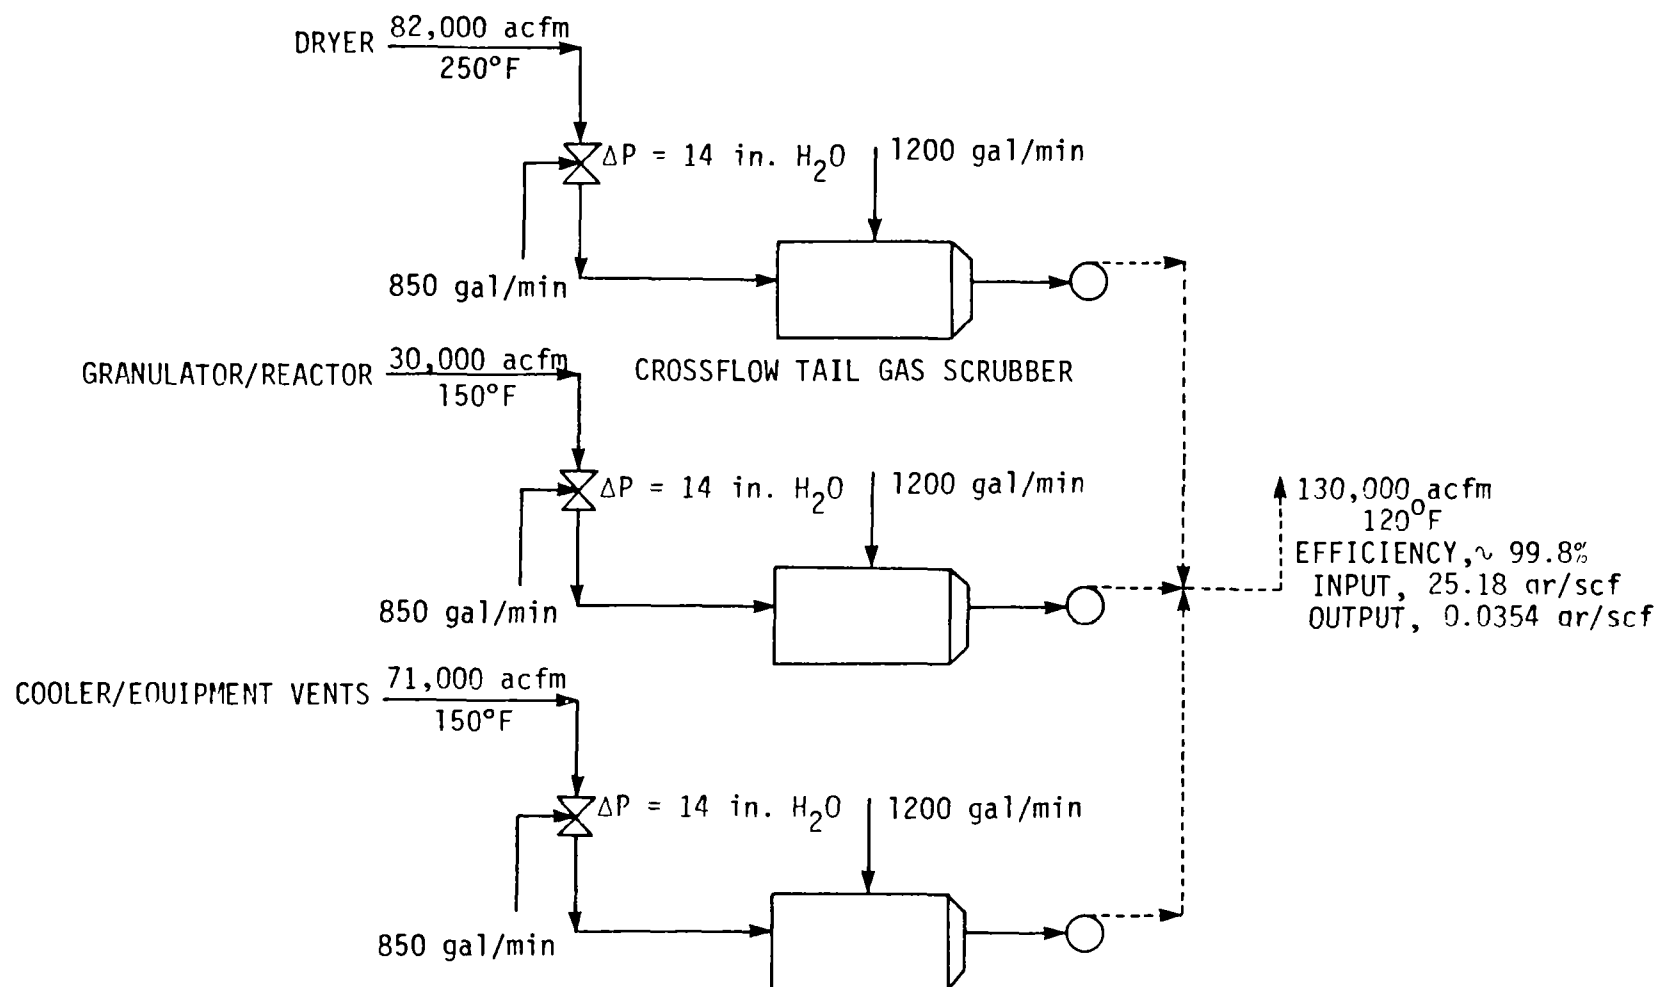 DRYER
82,000 acfm
250°F
ΔP = 14 in. H2O
1200 gal/min
850 gal/min
CROSSFLOW TAIL GAS SCRUBBER
GRANULATOR/REACTOR
30,000 acfm
150°F
ΔP = 14 in. H2O
1200 gal/min
850 gal/min
130,000 acfm
120°F
EFFICIENCY, ~ 99.8%
INPUT, 25.18 gr/scf
OUTPUT, 0.0354 gr/scf
COOLER/EQUIPMENT VENTS
71,000 acfm
150°F
ΔP = 14 in. H2O
1200 gal/min
850 gal/min